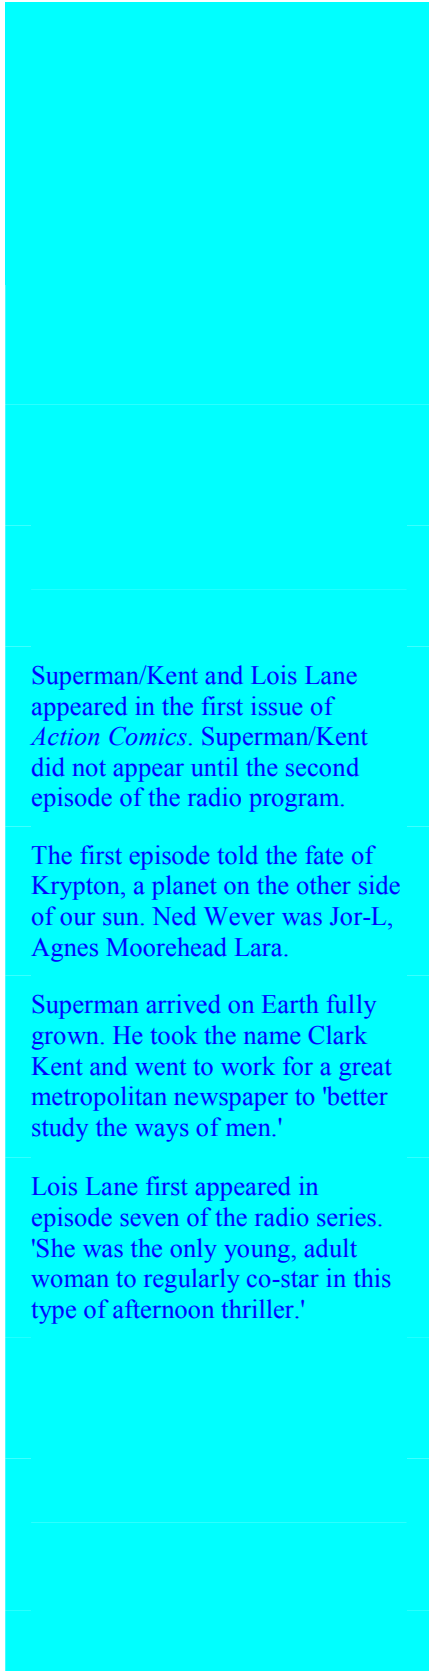 Superman/Kent and Lois Lane
appeared in the first issue of
Action Comics. Superman/Kent
did not appear until the second
episode of the radio program.
The first episode told the fate of
Krypton, a planet on the other side
of our sun. Ned Wever was Jor-L,
Agnes Moorehead Lara.
Superman arrived on Earth fully
grown. He took the name Clark
Kent and went to work for a great
metropolitan newspaper to 'better
study the ways of men.'
Lois Lane first appeared in
episode seven of the radio series.
'She was the only young, adult
woman to regularly co-star in this
type of afternoon thriller.'